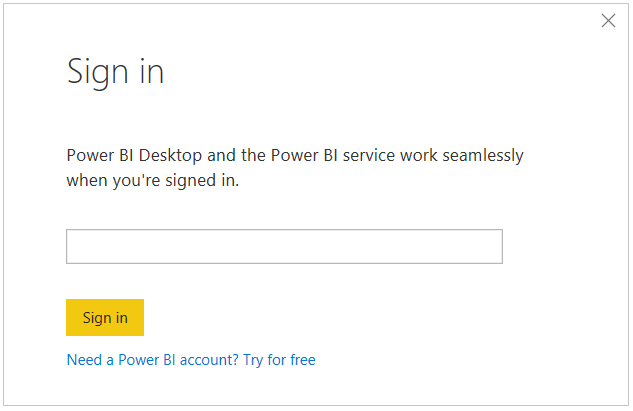 Sign in
Power BI Desktop and the Power BI service work seamlessly
when you're signed in.
Sign in
Need a Power BI account? Try for free